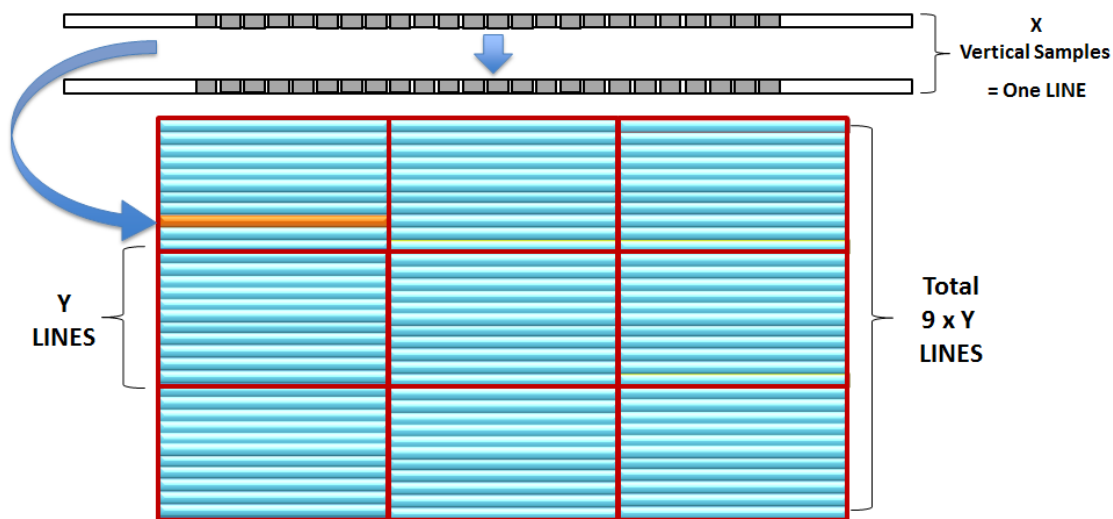 X
Vertical Samples
= One LINE
Y
LINES
Total
9 x Y
LINES